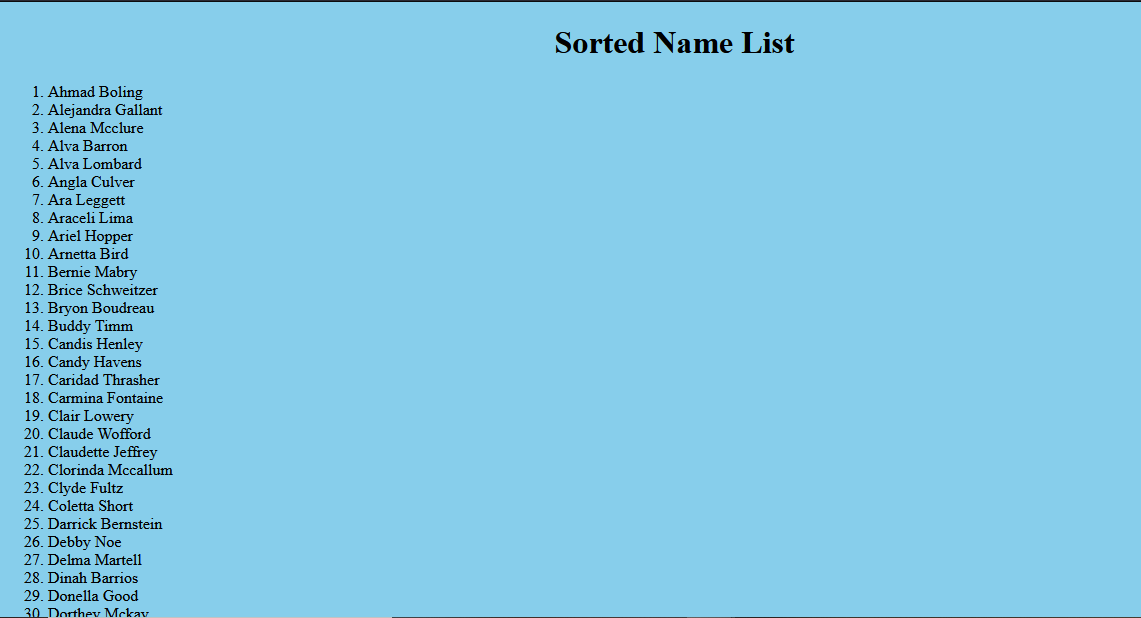 Sorted Name List
1. Ahmad Boling
2. Alejandra Gallant
3. Alena Mcclure
4. Alva Barron
5. Alva Lombard
6. Angla Culver
7. Ara Leggett
8. Araceli Lima
9. Ariel Hopper
10. Arnetta Bird
11. Bernie Mabry
12. Brice Schweitzer
13. Bryon Boudreau
14. Buddy Timm
15. Candis Henley
16. Candy Havens
17. Caridad Thrasher
18. Carmina Fontaine
19. Clair Lowery
20. Claude Wofford
21. Claudette Jeffrey
22. Clorinda Mccallum
23. Clyde Fultz
24. Coletta Short
25. Darrick Bernstein
26. Debby Noe
27. Delma Martell
28. Dinah Barrios
29. Donella Good
30. Dorthey Mckay